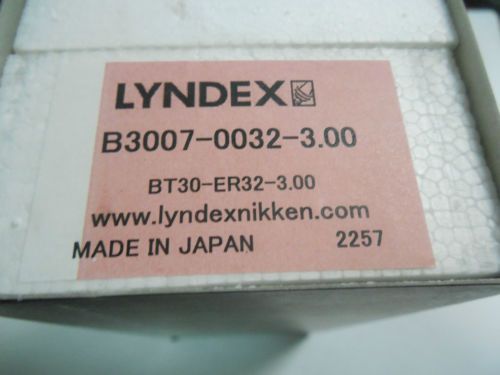 LYNDEX
B3007-0032-3.00
BT30-ER32-3.00
www.lyndexnikken.com
MADE IN JAPAN 2257